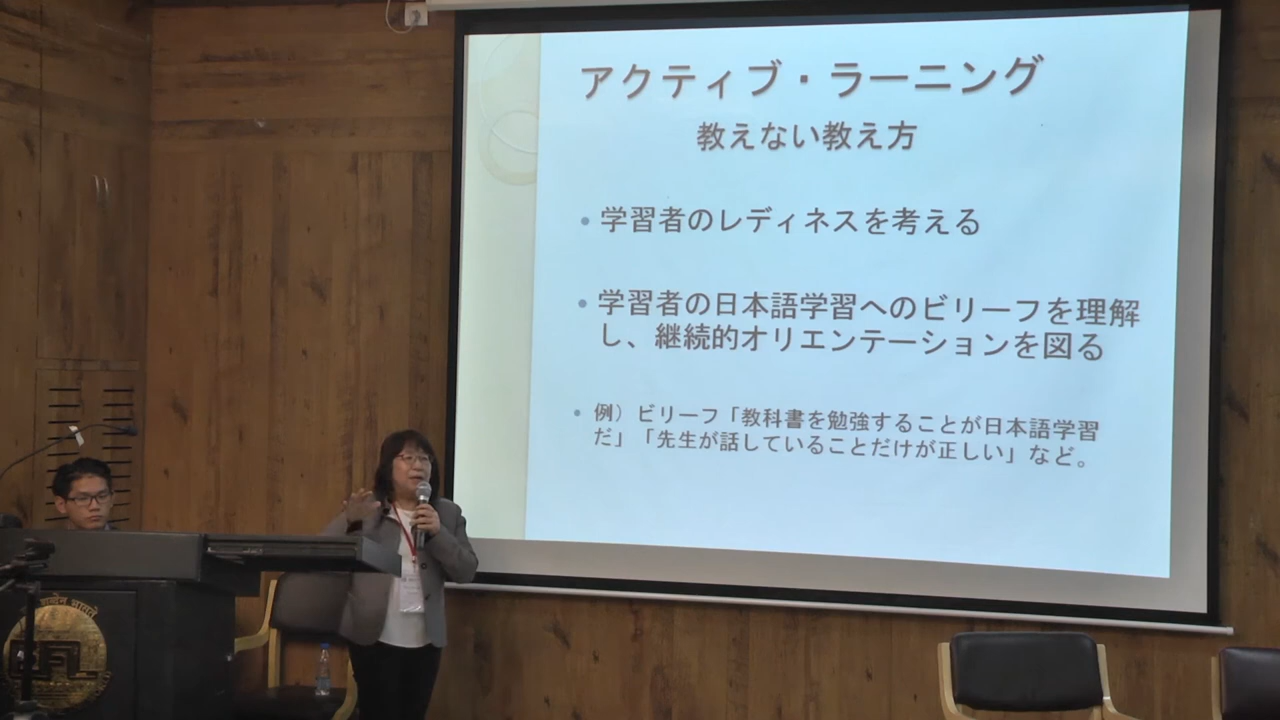 アクティブ・ラーニング
教えない教え方
・学習者のレディネスを考える
・学習者の日本語学習へのビリーフを理解
し、継続的オリエンテーションを図る
・例）ビリーフ「教科書を勉強することが日本語学習
だ」「先生が話していることだけが正しい」など。